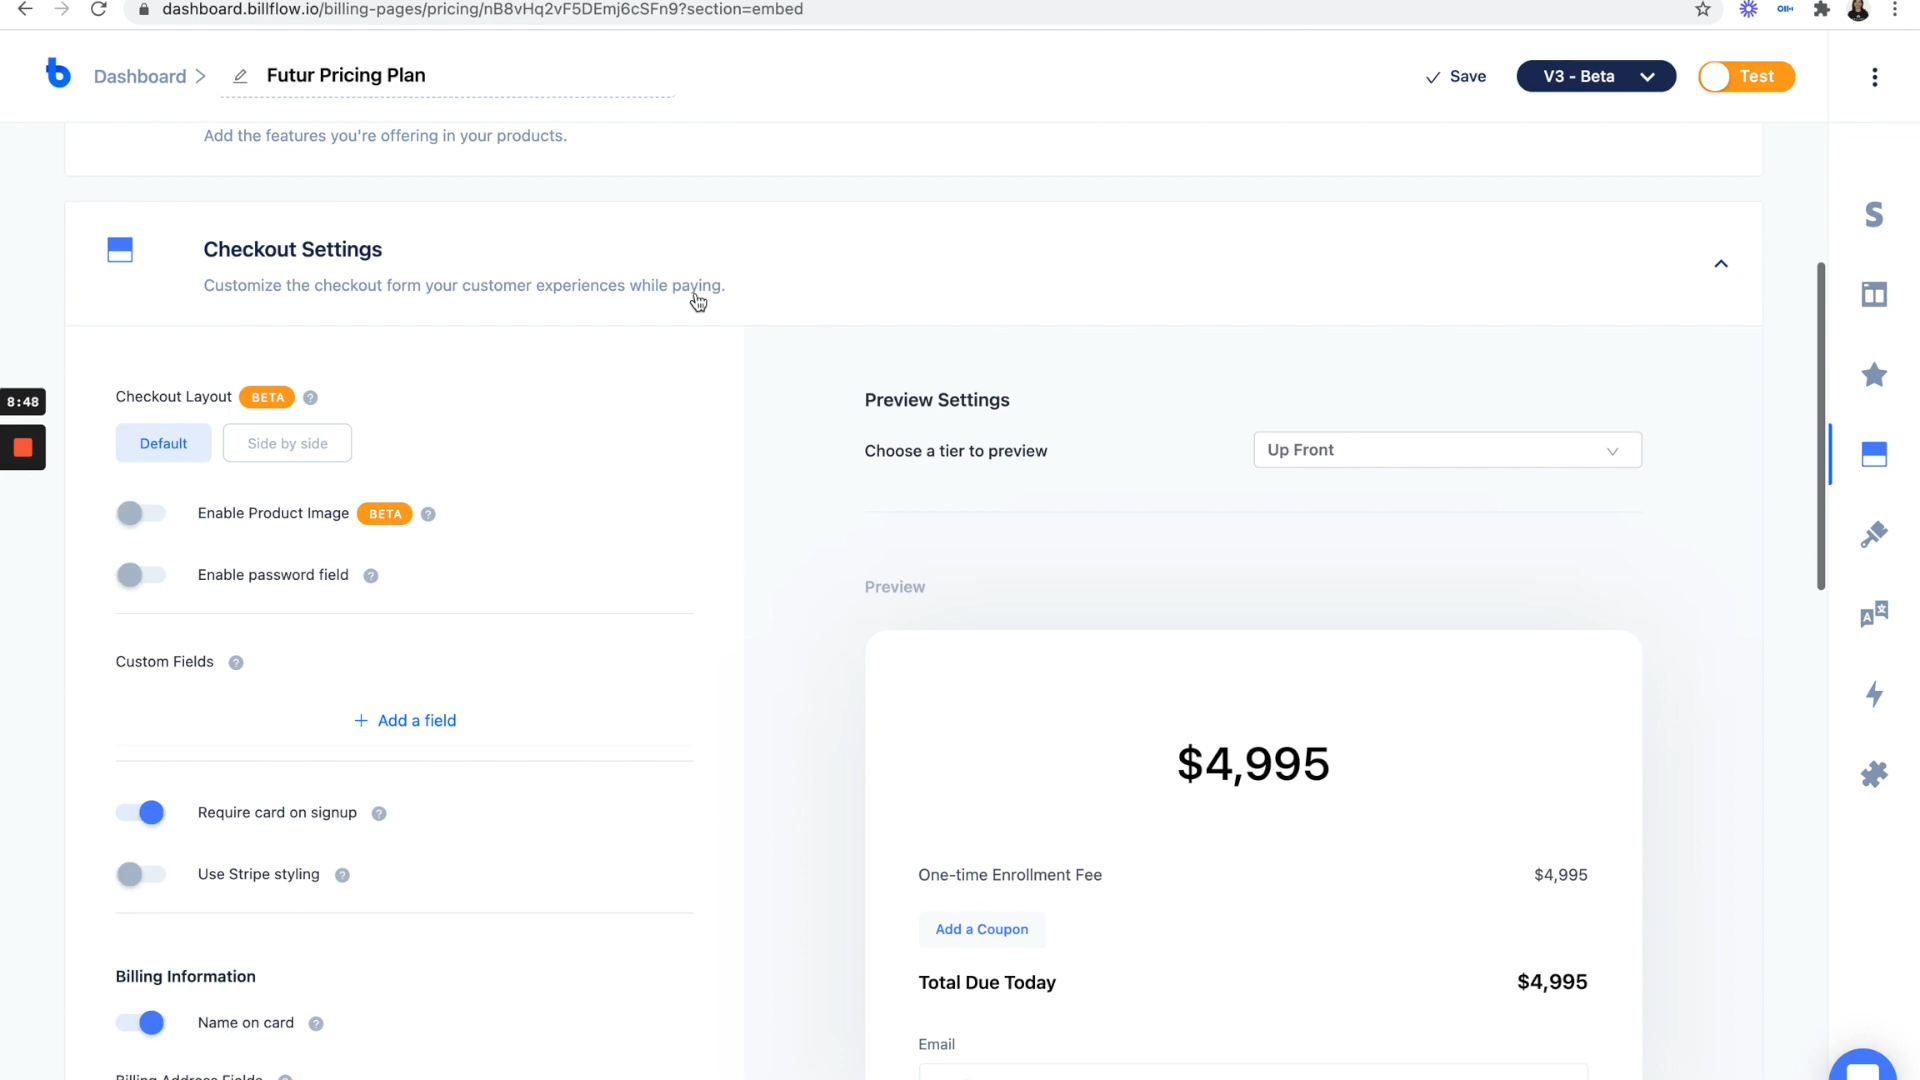 dashboard.billflow.io/billing-pages/pricing/nB8vHq2vF5DEmj6cSFn9?section=embed
Dashboard > Futur Pricing Plan
Save
V3 - Beta
Test
Add the features you're offering in your products.
Checkout Settings
Customize the checkout form your customer experiences while paying.
8:48
Checkout Layout BETA ?
Default
Side by side
Enable Product Image BETA ?
Enable password field ?
Custom Fields ?
+ Add a field
Require card on signup ?
Use Stripe styling ?
Billing Information
Name on card ?
Billing Address Fields
Preview Settings
Choose a tier to preview
Up Front
Preview
$4,995
One-time Enrollment Fee $4,995
Add a Coupon
Total Due Today $4,995
Email
S